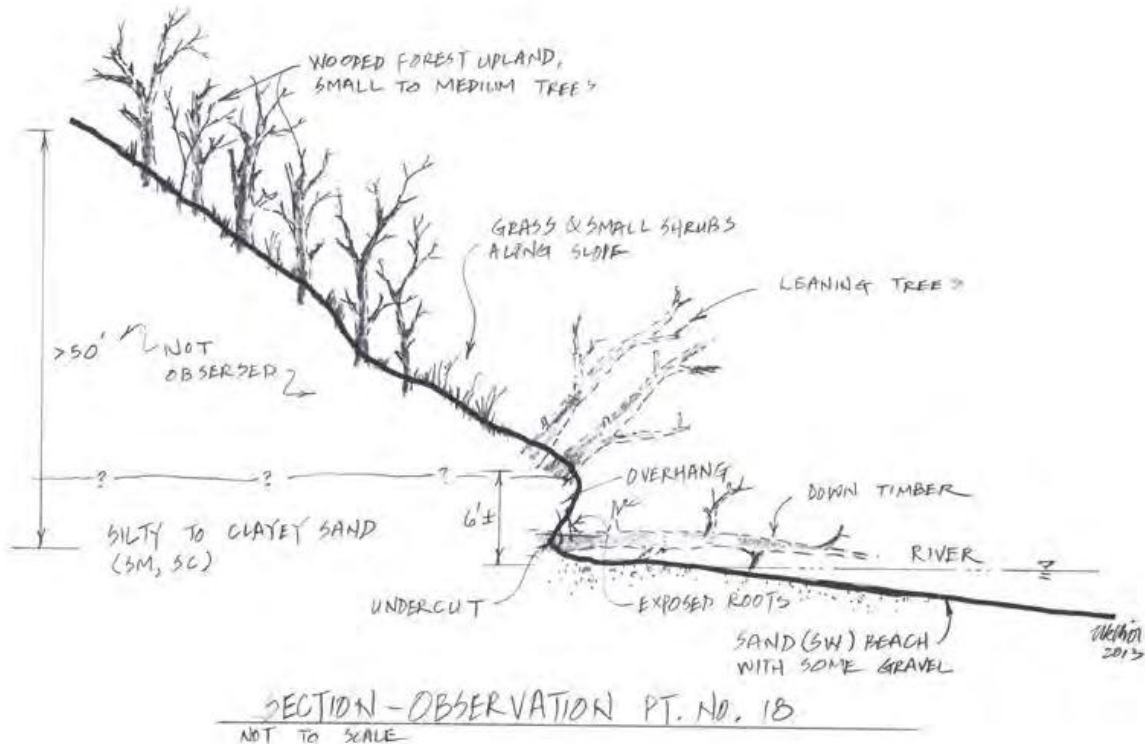 WOODED FOREST UPLAND,
SMALL TO MEDIUM TREES
GRASS & SMALL SHRUBS
ALONG SLOPE
LEANING TREES
>50'
NOT
OBSERSED
?
?
?
OVERHANG
DOWN TIMBER
6'±
SILTY TO CLAYEY SAND
(SM, SC)
RIVER
UNDERCUT
EXPOSED ROOTS
SAND (SW) BEACH
WITH SOME GRAVEL
2013
SECTION - OBSERVATION PT. NO. 18
NOT TO SCALE